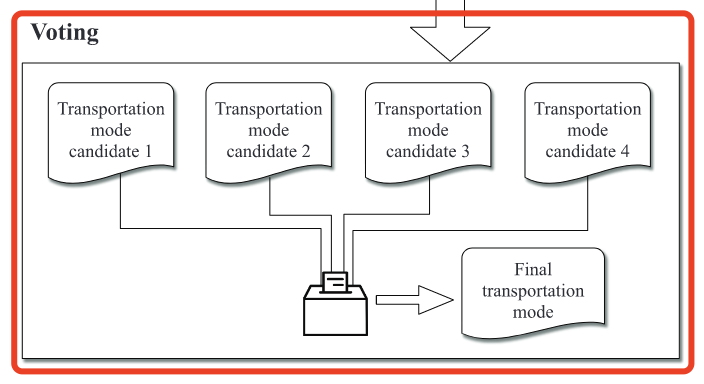 Voting
Transportation
mode
candidate 1
Transportation
mode
candidate 2
Transportation
mode
candidate 3
Transportation
mode
candidate 4
Final
transportation
mode